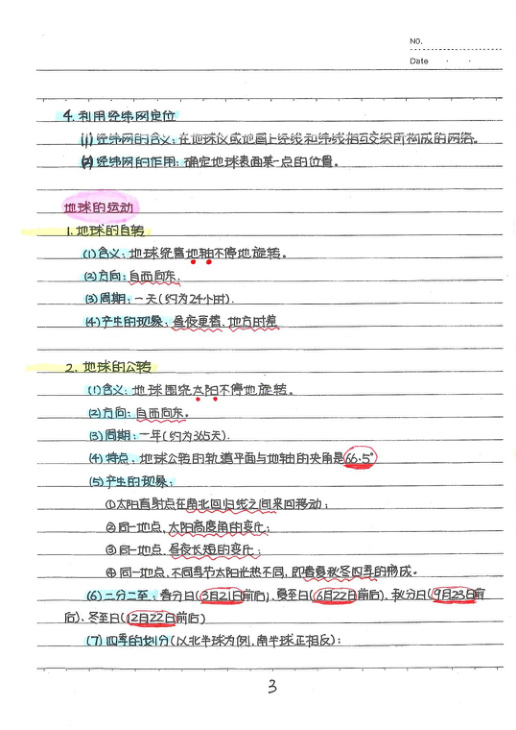 NO.
Date
4. 利用经纬网定位
(1) 经纬网的含义:在地球仪或地图上经线和纬线相互交织所构成的网络。
(2) 经纬网的作用:确定地球表面某一点的位置。
地球的运动
1. 地球的自转
(1) 含义:地球绕着地轴不停地旋转。
(2) 方向:自西向东.
(3) 周期:一天(约为24小时).
(4) 产生的现象:昼夜更替、地方时差
2. 地球的公转
(1) 含义:地球围绕太阳不停地旋转。
(2) 方向:自西向东。
(3) 周期:一年(约为365天).
(4) 特点:地球公转的轨道平面与地轴的夹角是66.5°
(5) 产生的现象:
①太阳直射点在南北回归线之间来回移动;
②同一地点,太阳高度角的变化;
③同一地点,昼夜长短的变化;
④同一地点,不同季节太阳光热不同,即春夏秋冬四季的形成。
(6) 二分二至:春分日(3月21日前后)、夏至日(6月22日前后)、秋分日(9月23日前
后)、冬至日(12月22日前后)
(7) 四季的划分(以北半球为例,南半球正相反):
3